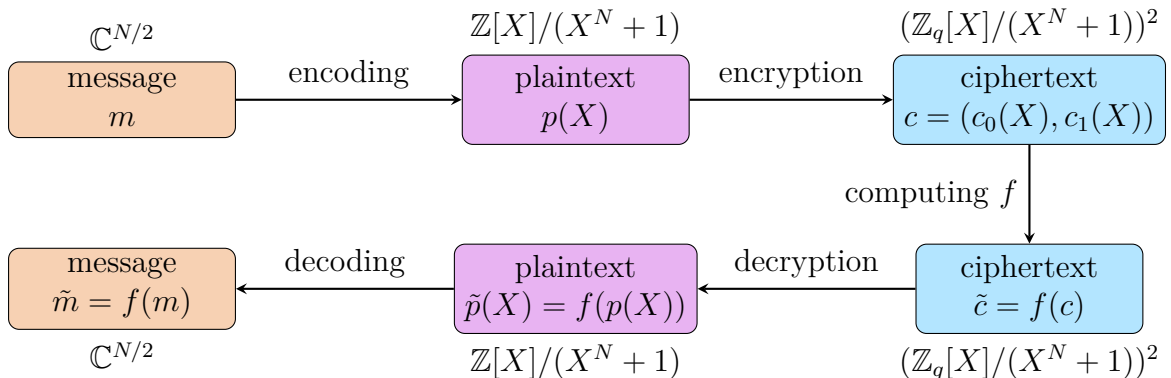 ℂ^{N/2}
message
m
encoding
ℤ[X]/(X^N + 1)
plaintext
p(X)
encryption
(ℤ_q[X]/(X^N + 1))^2
ciphertext
c = (c_0(X), c_1(X))
computing f
ciphertext
c̃ = f(c)
(ℤ_q[X]/(X^N + 1))^2
decryption
plaintext
p̃(X) = f(p(X))
ℤ[X]/(X^N + 1)
decoding
message
m̃ = f(m)
ℂ^{N/2}